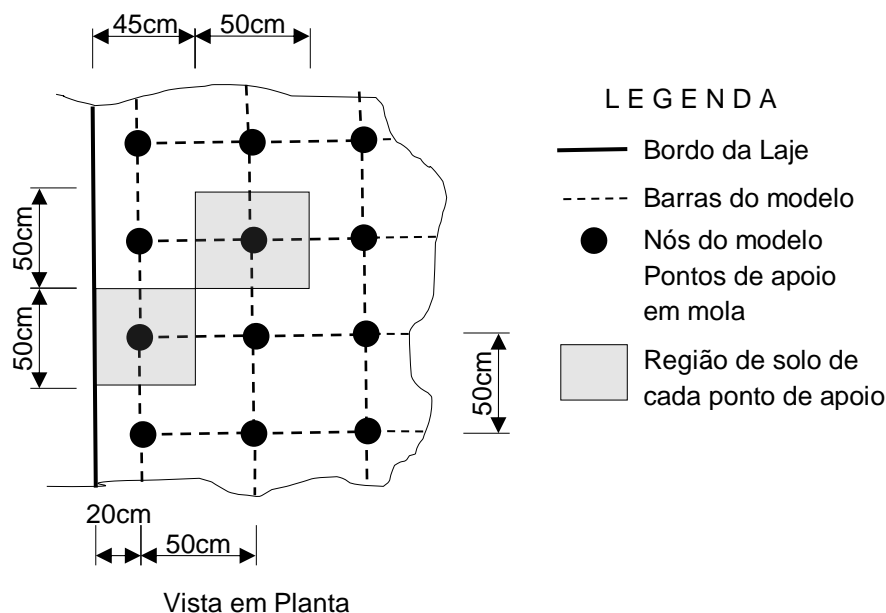 45cm
50cm
L E G E N D A
Bordo da Laje
Barras do modelo
Nós do modelo
Pontos de apoio
em mola
Região de solo de
cada ponto de apoio
50cm
50cm
50cm
20cm
50cm
Vista em Planta